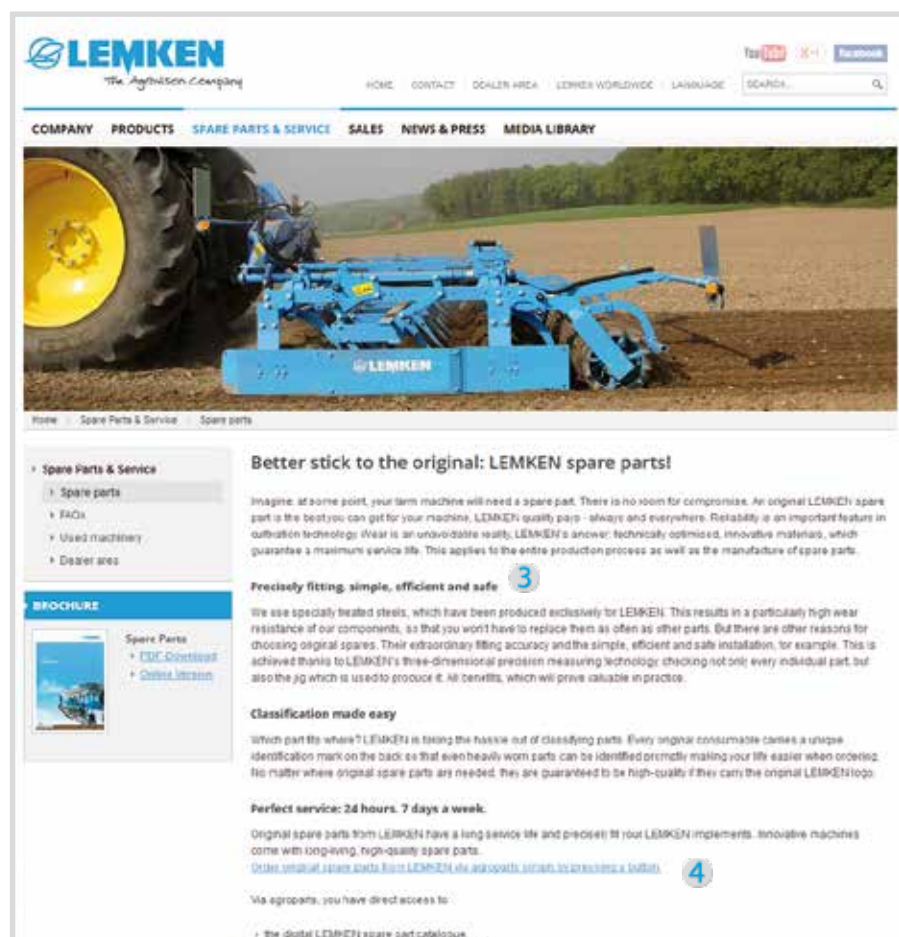 LEMKEN
The Agrovision Company
YouTube
Facebook
HOME CONTACT DEALER AREA LEMKEN WORLDWIDE LANGUAGE
SEARCH...
COMPANY PRODUCTS SPARE PARTS & SERVICE SALES NEWS & PRESS MEDIA LIBRARY
LEMKEN
Home Spare Parts & Service Spare parts
Spare Parts & Service
Spare parts
FAQs
Used machinery
Dealer area
BROCHURE
Spare Parts
PDF-Download
Online Version
Better stick to the original: LEMKEN spare parts!
Imagine, at some point, your farm machine will need a spare part. There is no room for compromise. An original LEMKEN spare
part is the best you can get for your machine, LEMKEN quality pays - always and everywhere. Reliability is an important feature in
cultivation technology. Wear is an unavoidable reality, LEMKEN's answer: technically optimised, innovative materials, which
guarantee a maximum service life. This applies to the entire production process as well as the manufacture of spare parts.
Precisely fitting, simple, efficient and safe 3
We use specially treated steels, which have been produced exclusively for LEMKEN. This results in a particularly high wear
resistance of our components, so that you won't have to replace them as often as other parts. But there are other reasons for
choosing original spares. Their extraordinary fitting accuracy and the simple, efficient and safe installation, for example. This is
achieved thanks to LEMKEN's three-dimensional precision measuring technology, checking not only every individual part, but
also the jig which is used to produce it. All benefits, which will prove valuable in practice.
Classification made easy
Which part fits where? LEMKEN is taking the hassle out of classifying parts. Every original consumable carries a unique
identification mark on the back so that even heavily worn parts can be identified promptly making your life easier when ordering.
No matter where original spare parts are needed: they are guaranteed to be high-quality if they carry the original LEMKEN logo.
Perfect service: 24 hours. 7 days a week.
Original spare parts from LEMKEN have a long service life and precisely fit your LEMKEN implements. Innovative machines
come with long-living, high-quality spare parts.
Order original spare parts from LEMKEN via agroparts simply by pressing a button. 4
Via agroparts, you have direct access to
the digital LEMKEN spare part catalogue